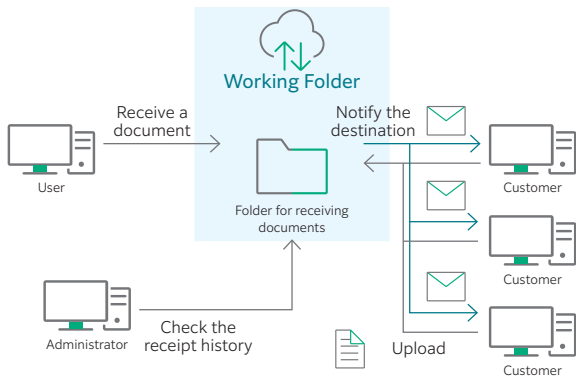 Working Folder
Receive a
document
Notify the
destination
User
Customer
Folder for receiving
documents
Customer
Administrator
Check the
receipt history
Upload
Customer